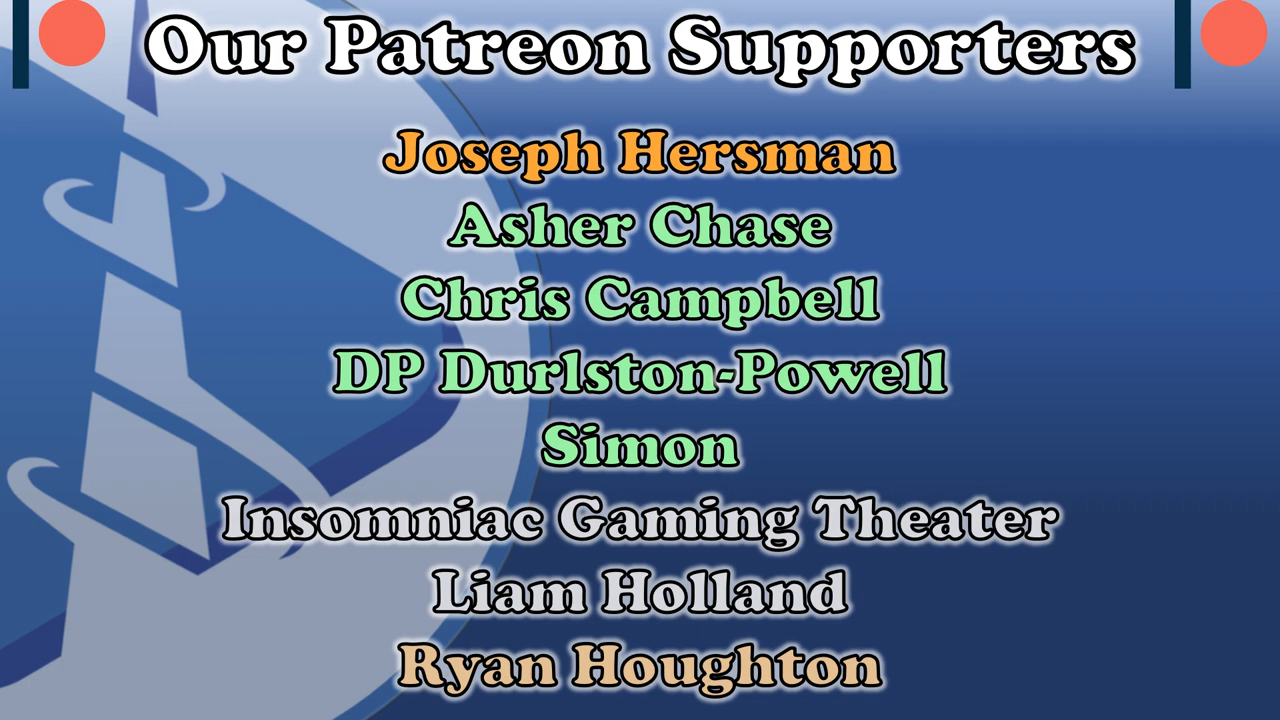 Our Patreon Supporters
Joseph Hersman
Asher Chase
Chris Campbell
DP Durlston-Powell
Simon
Insomniac Gaming Theater
Liam Holland
Ryan Houghton